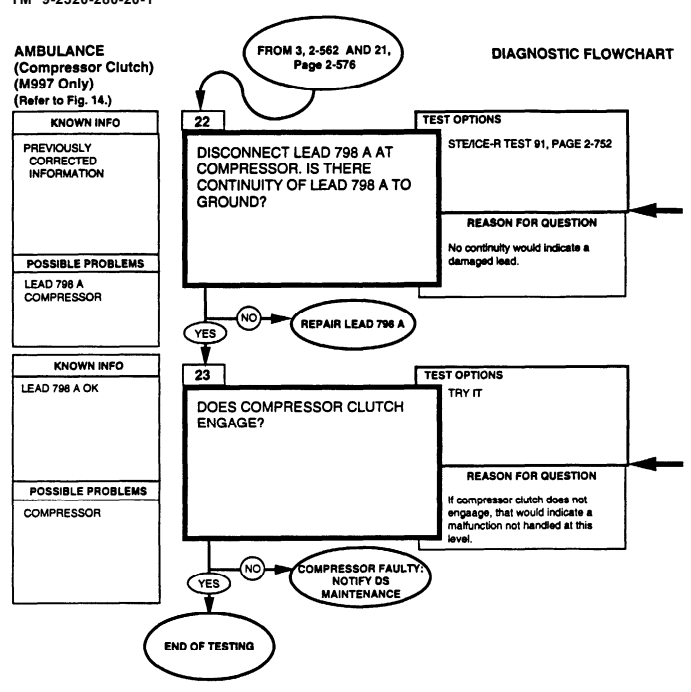 TM 9-2320-280-20-1
AMBULANCE
(Compressor Clutch)
(M997 Only)
(Refer to Fig. 14.)
FROM 3, 2-562 AND 21,
Page 2-576
DIAGNOSTIC FLOWCHART
KNOWN INFO
PREVIOUSLY
CORRECTED
INFORMATION
POSSIBLE PROBLEMS
LEAD 798 A
COMPRESSOR
22
DISCONNECT LEAD 798 A AT
COMPRESSOR. IS THERE
CONTINUITY OF LEAD 798 A TO
GROUND?
TEST OPTIONS
STE/ICE-R TEST 91, PAGE 2-752
REASON FOR QUESTION
No continuity would indicate a
damaged lead.
NO
REPAIR LEAD 798 A
YES
KNOWN INFO
LEAD 798 A OK
POSSIBLE PROBLEMS
COMPRESSOR
23
DOES COMPRESSOR CLUTCH
ENGAGE?
TEST OPTIONS
TRY IT
REASON FOR QUESTION
If compressor clutch does not
engaage, that would indicate a
malfunction not handled at this
level.
NO
COMPRESSOR FAULTY:
NOTIFY DS
MAINTENANCE
YES
END OF TESTING